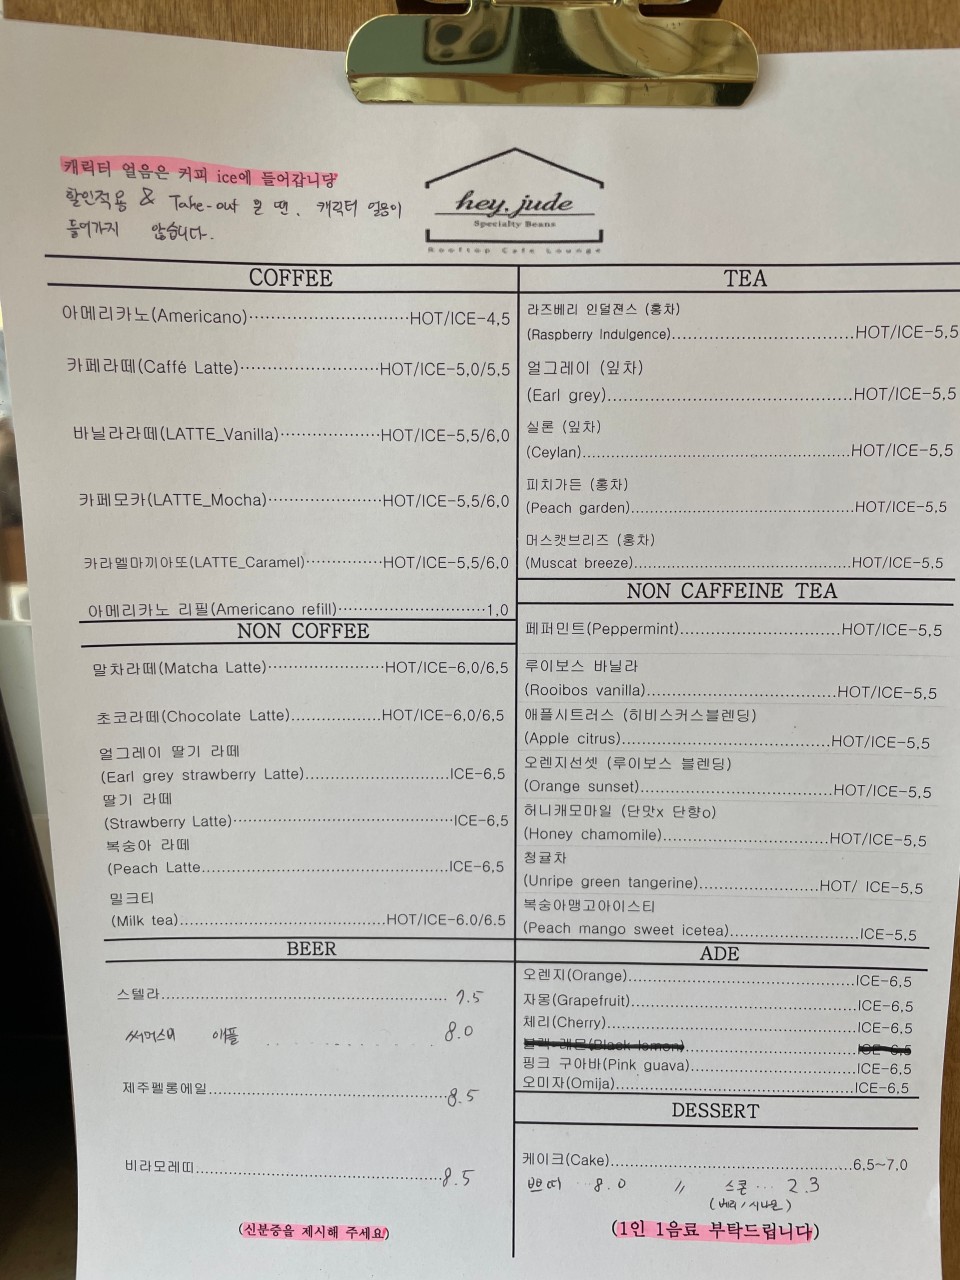 캐릭터 얼음은 커피 ice에 들어갑니당
할인적용 & Take-out 일 땐. 캐릭터 얼음이
들어가지 않습니다.
hey.jude
Specialty Beans
Rooftop Cafe Lounge
COFFEE
아메리카노(Americano)································HOT/ICE-4.5
카페라떼(Caffé Latte)···························HOT/ICE-5.0/5.5
바닐라라떼(LATTE_Vanilla)···················HOT/ICE-5.5/6.0
카페모카(LATTE_Mocha)······················HOT/ICE-5.5/6.0
카라멜마끼아또(LATTE_Caramel)···············HOT/ICE-5.5/6.0
아메리카노 리필(Americano refill)·····························1.0
NON COFFEE
말차라떼(Matcha Latte)·······················HOT/ICE-6.0/6.5
초코라떼(Chocolate Latte)..................HOT/ICE-6.0/6.5
얼그레이 딸기 라떼
(Earl grey strawberry Latte).............................ICE-6.5
딸기 라떼
(Strawberry Latte)············································ICE-6.5
복숭아 라떼
(Peach Latte.................................................ICE-6.5
밀크티
(Milk tea).........................................HOT/ICE-6.0/6.5
BEER
스텔라......................................................... 7.5
써머스비 애플 . . . . . . . . . . . 8.0
제주펠롱에일................................................8.5
비라모레띠.................................................8.5
(신분증을 제시해 주세요)
TEA
라즈베리 인덜젼스 (홍차)
(Raspberry Indulgence)....................................HOT/ICE-5.5
얼그레이 (잎차)
(Earl grey).................................................HOT/ICE-5.5
실론 (잎차)
(Ceylan).....................................................HOT/ICE-5.5
피치가든 (홍차)
(Peach garden)............................................HOT/ICE-5.5
머스캣브리즈 (홍차)
(Muscat breeze)...........................................HOT/ICE-5.5
NON CAFFEINE TEA
페퍼민트(Peppermint)................................HOT/ICE-5.5
루이보스 바닐라
(Rooibos vanilla)......................................HOT/ICE-5.5
애플시트러스 (히비스커스블렌딩)
(Apple citrus)..........................................HOT/ICE-5.5
오렌지선셋 (루이보스 블렌딩)
(Orange sunset).......................................HOT/ICE-5.5
허니캐모마일 (단맛x 단향o)
(Honey chamomile)..................................HOT/ICE-5.5
청귤차
(Unripe green tangerine)........................HOT/ ICE-5.5
복숭아맹고아이스티
(Peach mango sweet icetea)..........................ICE-5.5
ADE
오렌지(Orange)..............................................ICE-6.5
자몽(Grapefruit).............................................ICE-6.5
체리(Cherry)..................................................ICE-6.5
블랙 레몬(Black lemon)...................................ICE-6.5
핑크 구아바(Pink guava).................................ICE-6.5
오미자(Omija)................................................ICE-6.5
DESSERT
케이크(Cake)................................................6.5~7.0
쁘띠 ·· 8.0 〃 스콘 ··· 2.3
(베리/시나몬)
(1인 1음료 부탁드립니다)